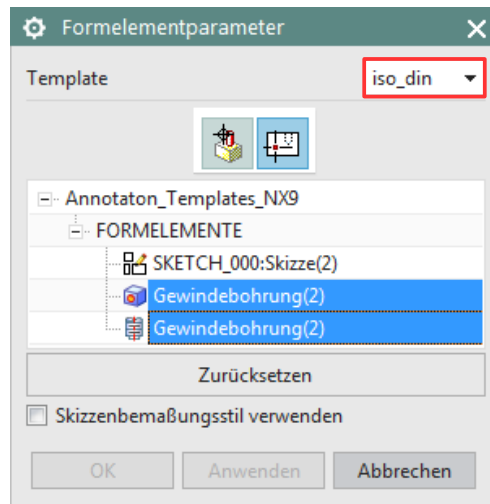 Formelementparameter
Template iso_din
Annotaton_Templates_NX9
FORMELEMENTE
SKETCH_000:Skizze(2)
Gewindebohrung(2)
Gewindebohrung(2)
Zurücksetzen
Skizzenbemaßungsstil verwenden
OK Anwenden Abbrechen